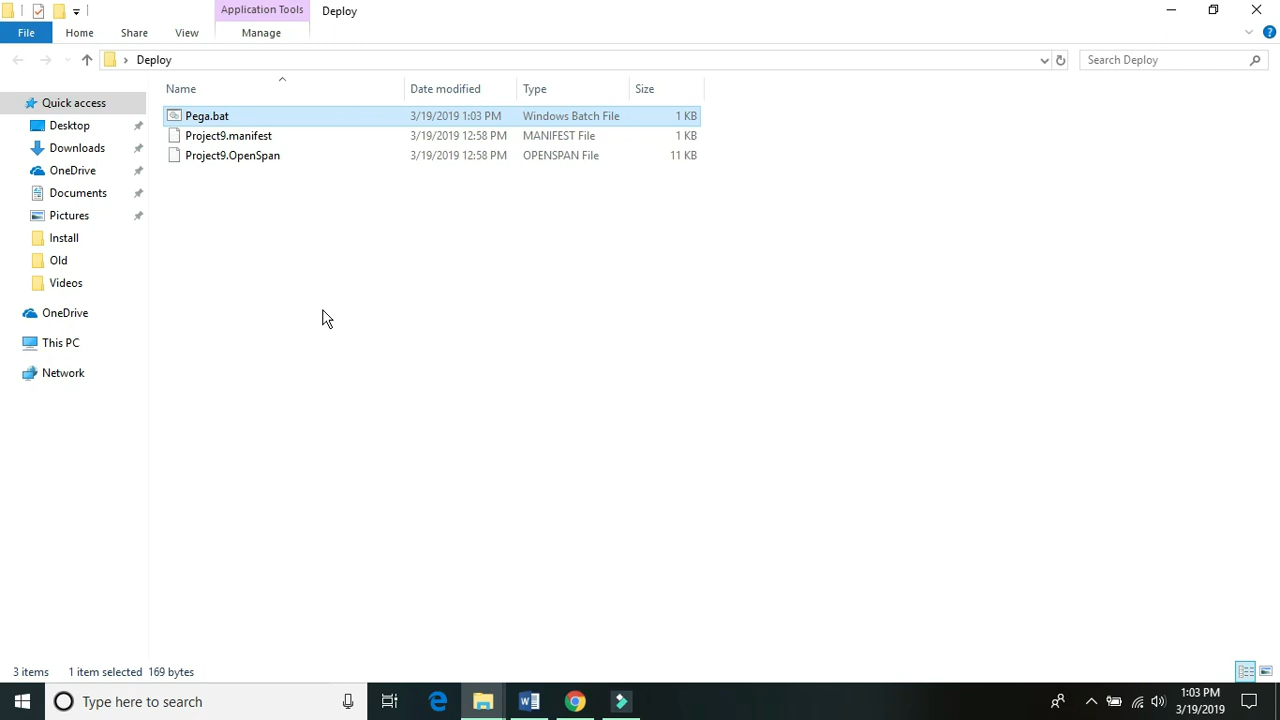 Application Tools
Deploy
File
Home
Share
View
Manage
Deploy
Search Deploy
Name
Date modified
Type
Size
Quick access
Desktop
Downloads
OneDrive
Documents
Pictures
Install
Old
Videos
OneDrive
This PC
Network
Pega.bat 3/19/2019 1:03 PM Windows Batch File 1 KB
Project9.manifest 3/19/2019 12:58 PM MANIFEST File 1 KB
Project9.OpenSpan 3/19/2019 12:58 PM OPENSPAN File 11 KB
3 items 1 item selected 169 bytes
Type here to search
1:03 PM
3/19/2019